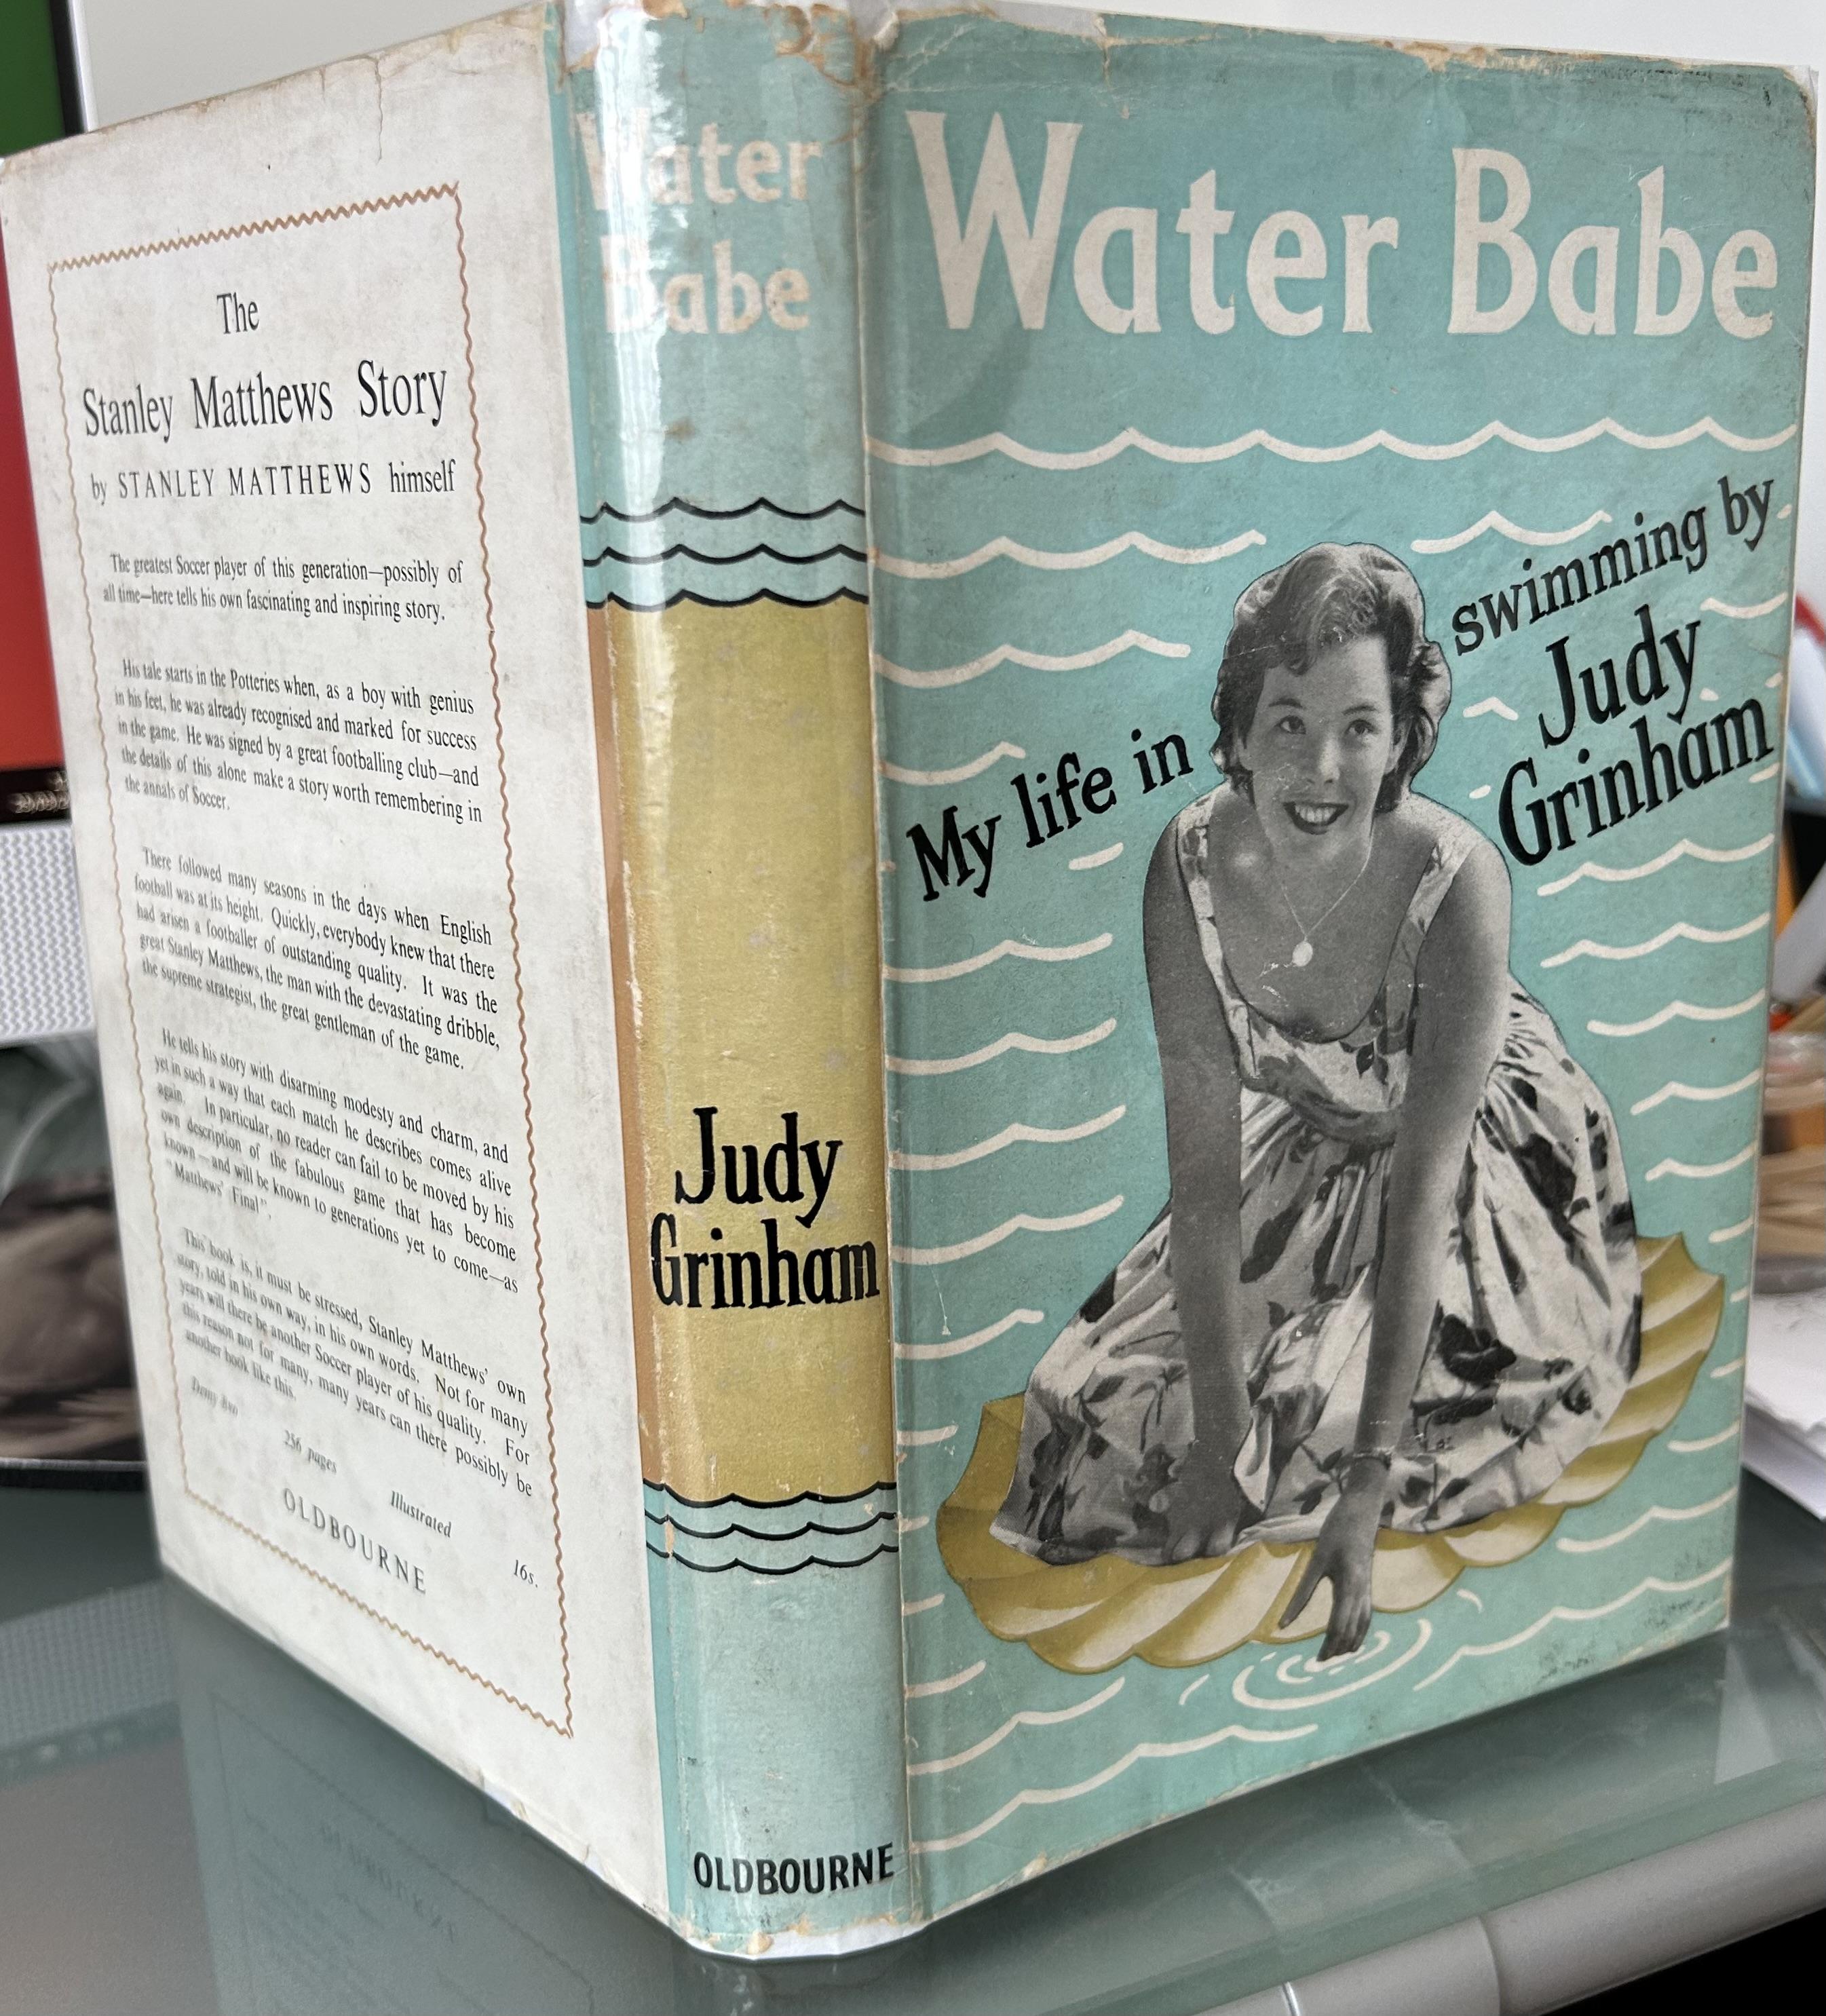 The
Stanley Matthews Story
by STANLEY MATTHEWS himself
The greatest Soccer player of this generation—possibly of
all time—here tells his own fascinating and inspiring story.
His tale starts in the Potteries when, as a boy with genius
in his feet, he was already recognised and marked for success
in the game. He was signed by a great footballing club—and
the details of this alone make a story worth remembering in
the annals of Soccer.
There followed many seasons in the days when English
football was at its height. Quickly, everybody knew that there
had arisen a footballer of outstanding quality. It was the
great Stanley Matthews, the man with the devastating dribble,
the supreme strategist, the great gentleman of the game.
He tells his story with disarming modesty and charm, and
yet in such a way that each match he describes comes alive
again. In particular, no reader can fail to be moved by his
own description of the fabulous game that has become
known—and will be known to generations yet to come—as
"Matthews' Final".
This book is, it must be stressed, Stanley Matthews' own
story, told in his own way, in his own words. Not for many
years will there be another Soccer player of his quality. For
this reason not for many, many years can there possibly be
another book like this.
Demy 8vo 256 pages Illustrated 16s.
OLDBOURNE
Water
Babe
Judy
Grinham
OLDBOURNE
Water Babe
My life in
swimming by
Judy
Grinham